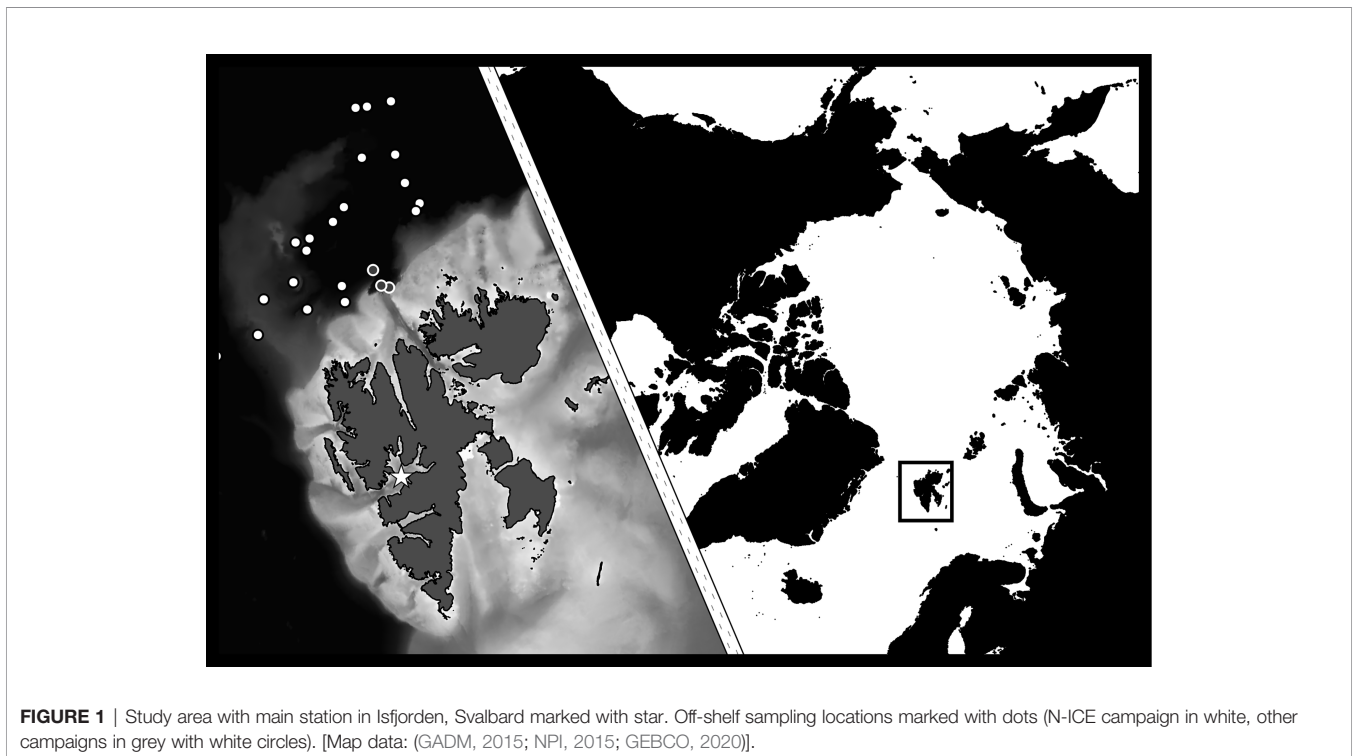 FIGURE 1 | Study area with main station in Isfjorden, Svalbard marked with star. Off-shelf sampling locations marked with dots (N-ICE campaign in white, other
campaigns in grey with white circles). [Map data: (GADM, 2015; NPI, 2015; GEBCO, 2020)].